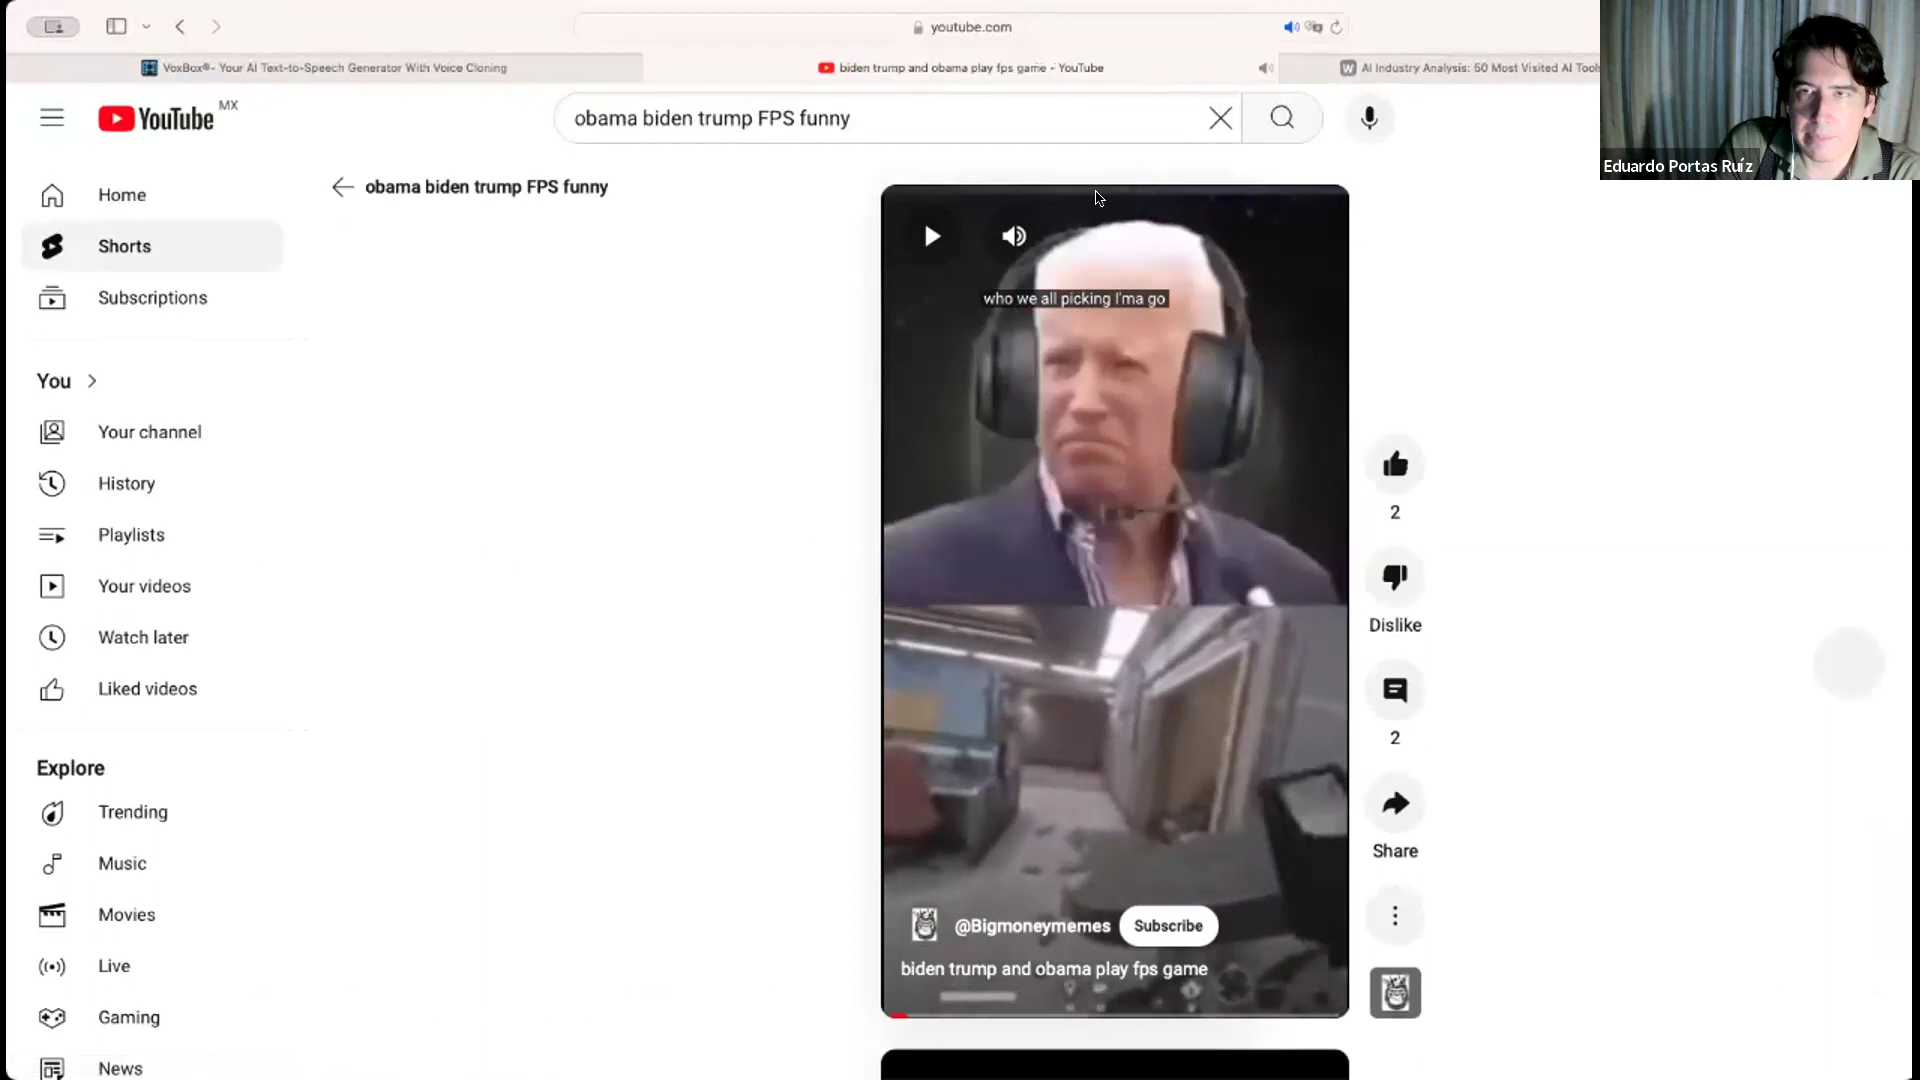 youtube.com
VoxBox®- Your AI Text-to-Speech Generator With Voice Cloning
biden trump and obama play fps game - YouTube
AI Industry Analysis: 50 Most Visited AI Tools
YouTube MX
obama biden trump FPS funny
Eduardo Portas Ruíz
obama biden trump FPS funny
Home
Shorts
Subscriptions
You
Your channel
History
Playlists
Your videos
Watch later
Liked videos
Explore
Trending
Music
Movies
Live
Gaming
News
who we all picking I'ma go
2
Dislike
2
Share
@Bigmoneymemes
Subscribe
biden trump and obama play fps game